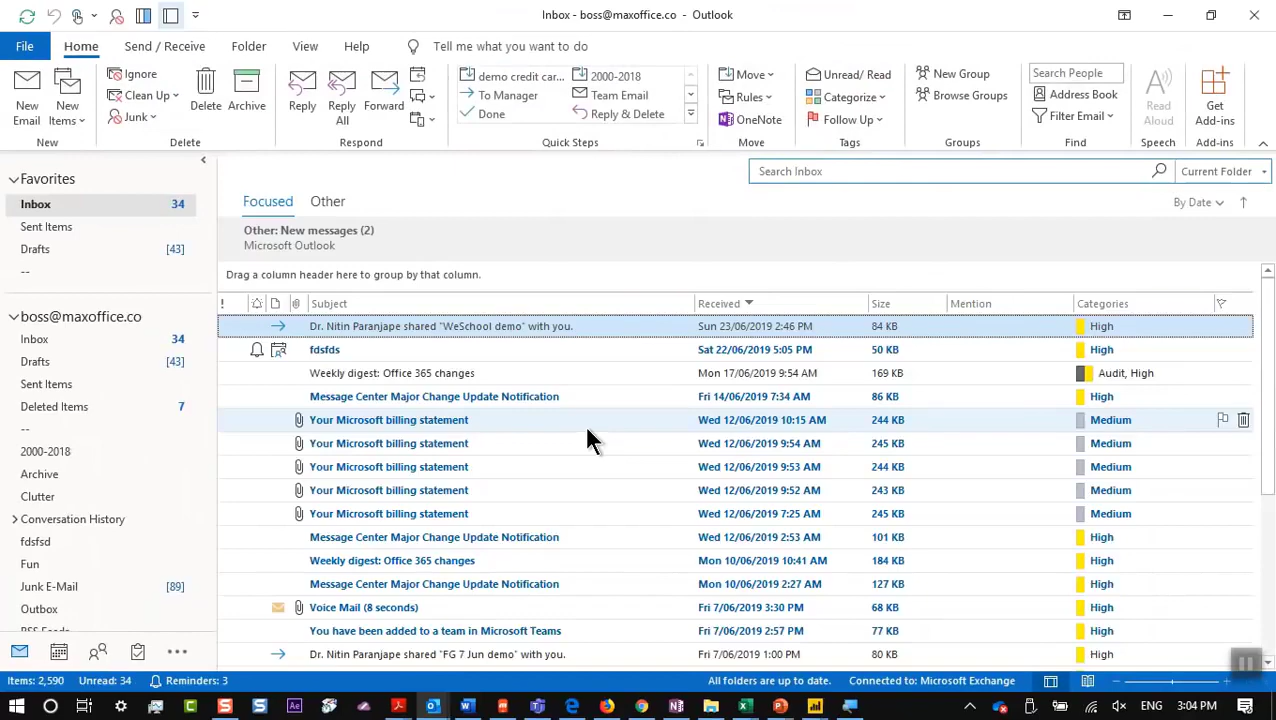 Inbox - boss@maxoffice.co - Outlook
File Home Send / Receive Folder View Help Tell me what you want to do
New Email
New Items
New
Ignore
Clean Up
Junk
Delete
Archive
Delete
Reply
Reply All
Forward
Respond
demo credit car...
To Manager
Done
2000-2018
Team Email
Reply & Delete
Quick Steps
Move
Rules
OneNote
Move
Unread/ Read
Categorize
Follow Up
Tags
New Group
Browse Groups
Groups
Search People
Address Book
Filter Email
Find
Read Aloud
Speech
Get Add-ins
Add-ins
Favorites
Inbox 34
Sent Items
Drafts [43]
--
boss@maxoffice.co
Inbox 34
Drafts [43]
Sent Items
Deleted Items 7
--
2000-2018
Archive
Clutter
Conversation History
fdsfsd
Fun
Junk E-Mail [89]
Outbox
RSS Feeds
Search Inbox Current Folder
Focused Other By Date
Other: New messages (2)
Microsoft Outlook
Drag a column header here to group by that column.
! Subject Received Size Mention Categories
Dr. Nitin Paranjape shared "WeSchool demo" with you. Sun 23/06/2019 2:46 PM 84 KB High
fdsfds Sat 22/06/2019 5:05 PM 50 KB High
Weekly digest: Office 365 changes Mon 17/06/2019 9:54 AM 169 KB Audit, High
Message Center Major Change Update Notification Fri 14/06/2019 7:34 AM 86 KB High
Your Microsoft billing statement Wed 12/06/2019 10:15 AM 244 KB Medium
Your Microsoft billing statement Wed 12/06/2019 9:54 AM 245 KB Medium
Your Microsoft billing statement Wed 12/06/2019 9:53 AM 244 KB Medium
Your Microsoft billing statement Wed 12/06/2019 9:52 AM 243 KB Medium
Your Microsoft billing statement Wed 12/06/2019 7:25 AM 245 KB Medium
Message Center Major Change Update Notification Wed 12/06/2019 2:53 AM 101 KB High
Weekly digest: Office 365 changes Mon 10/06/2019 10:41 AM 184 KB High
Message Center Major Change Update Notification Mon 10/06/2019 2:27 AM 127 KB High
Voice Mail (8 seconds) Fri 7/06/2019 3:30 PM 68 KB High
You have been added to a team in Microsoft Teams Fri 7/06/2019 2:57 PM 77 KB High
Dr. Nitin Paranjape shared "FG 7 Jun demo" with you. Fri 7/06/2019 1:00 PM 80 KB High
Items: 2,590 Unread: 34 Reminders: 3 All folders are up to date. Connected to: Microsoft Exchange
3:04 PM